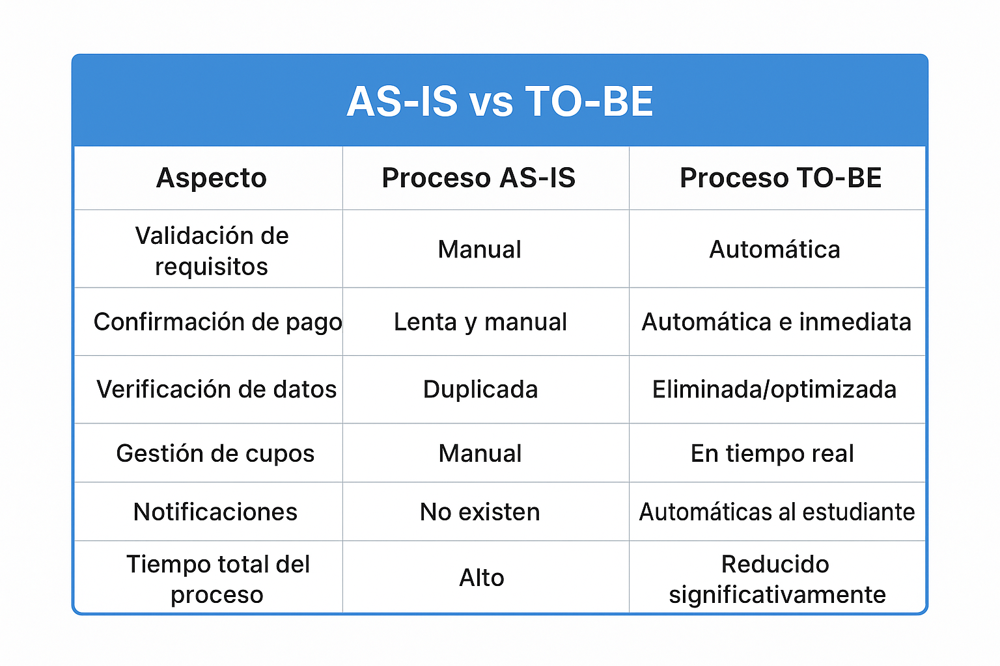 AS-IS vs TO-BE
Aspecto
Proceso AS-IS
Proceso TO-BE
Validación de
requisitos
Manual
Automática
Confirmación de pago
Lenta y manual
Automática e inmediata
Verificación de datos
Duplicada
Eliminada/optimizada
Gestión de cupos
Manual
En tiempo real
Notificaciones
No existen
Automáticas al estudiante
Tiempo total del
proceso
Alto
Reducido
significativamente